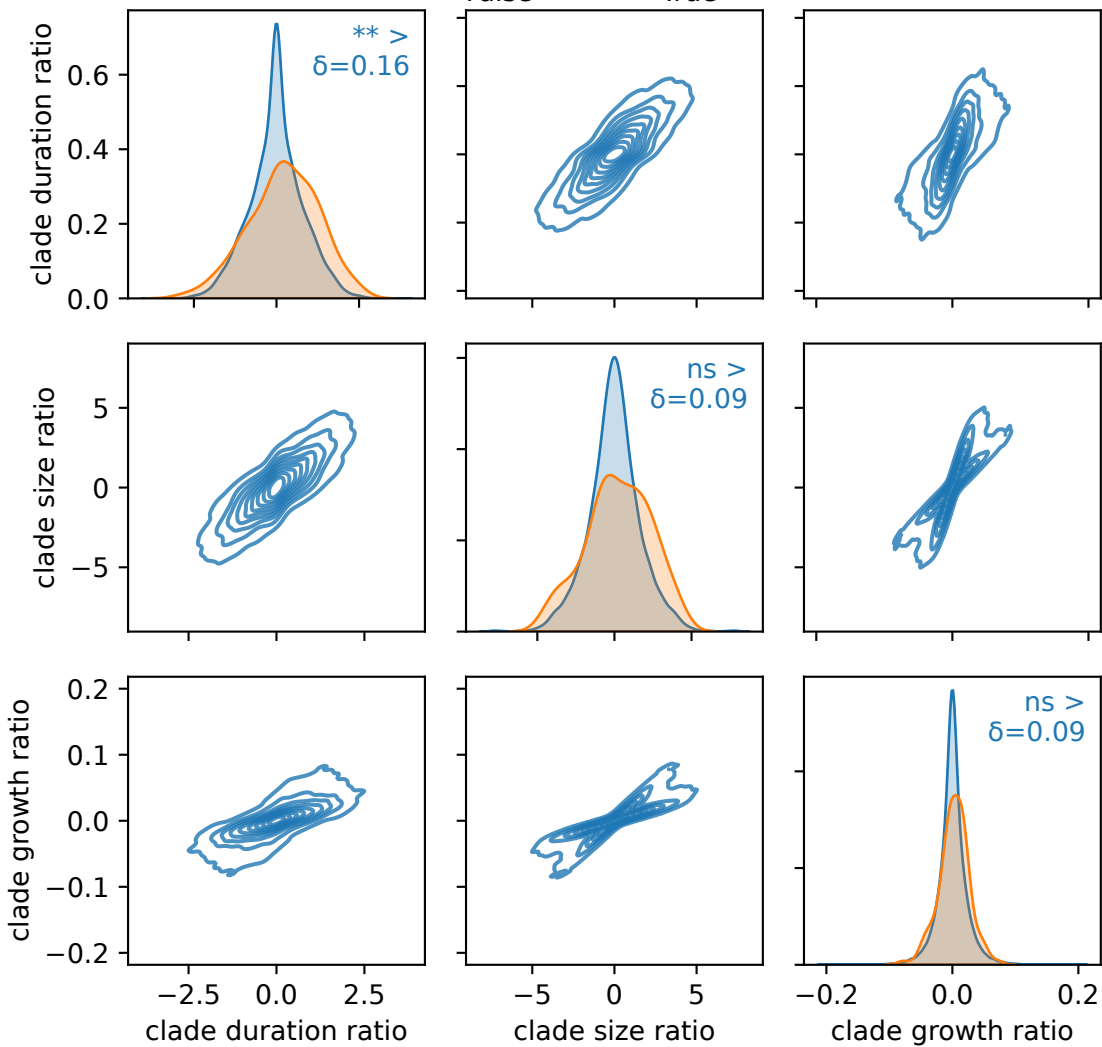 clade duration ratio
0.6
0.4
0.2
0.0
** >
δ=0.16
clade size ratio
5
0
−5
ns >
δ=0.09
clade growth ratio
0.2
0.1
0.0
−0.1
−0.2
ns >
δ=0.09
−2.5 0.0 2.5
clade duration ratio
−5 0 5
clade size ratio
−0.2 0.0 0.2
clade growth ratio